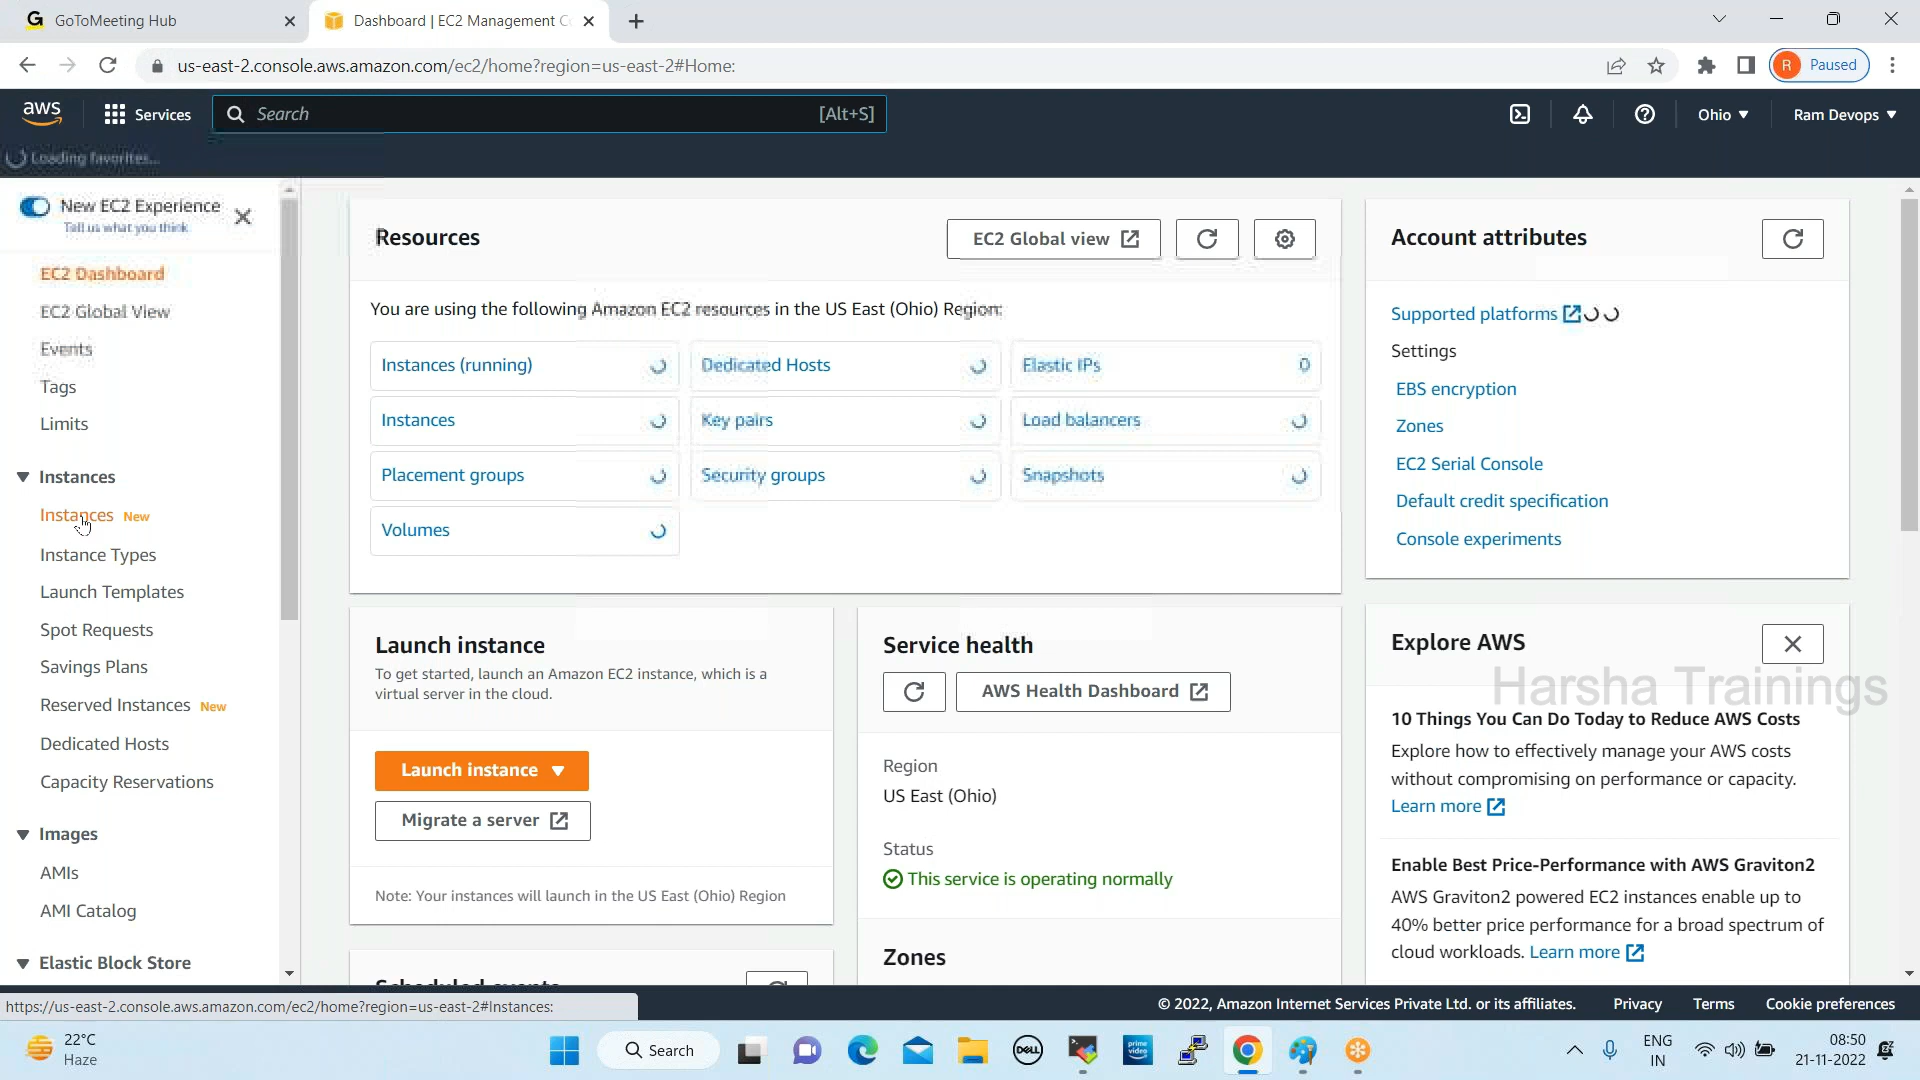 GoToMeeting Hub
Dashboard | EC2 Management C
us-east-2.console.aws.amazon.com/ec2/home?region=us-east-2#Home:
R Paused
aws
Services
Search [Alt+S]
Ohio
Ram Devops
Loading favorites...
New EC2 Experience
Tell us what you think
EC2 Dashboard
EC2 Global View
Events
Tags
Limits
Instances
Instances New
Instance Types
Launch Templates
Spot Requests
Savings Plans
Reserved Instances New
Dedicated Hosts
Capacity Reservations
Images
AMIs
AMI Catalog
Elastic Block Store
Resources
EC2 Global view
You are using the following Amazon EC2 resources in the US East (Ohio) Region:
Instances (running)
Dedicated Hosts
Elastic IPs 0
Instances
Key pairs
Load balancers
Placement groups
Security groups
Snapshots
Volumes
Launch instance
To get started, launch an Amazon EC2 instance, which is a
virtual server in the cloud.
Launch instance
Migrate a server
Note: Your instances will launch in the US East (Ohio) Region
Scheduled events
Service health
AWS Health Dashboard
Region
US East (Ohio)
Status
This service is operating normally
Zones
Account attributes
Supported platforms
Settings
EBS encryption
Zones
EC2 Serial Console
Default credit specification
Console experiments
Explore AWS
Harsha Trainings
10 Things You Can Do Today to Reduce AWS Costs
Explore how to effectively manage your AWS costs
without compromising on performance or capacity.
Learn more
Enable Best Price-Performance with AWS Graviton2
AWS Graviton2 powered EC2 instances enable up to
40% better price performance for a broad spectrum of
cloud workloads. Learn more
https://us-east-2.console.aws.amazon.com/ec2/home?region=us-east-2#Instances:
© 2022, Amazon Internet Services Private Ltd. or its affiliates.
Privacy
Terms
Cookie preferences
22°C
Haze
Search
DELL
prime
video
ENG
IN
08:50
21-11-2022